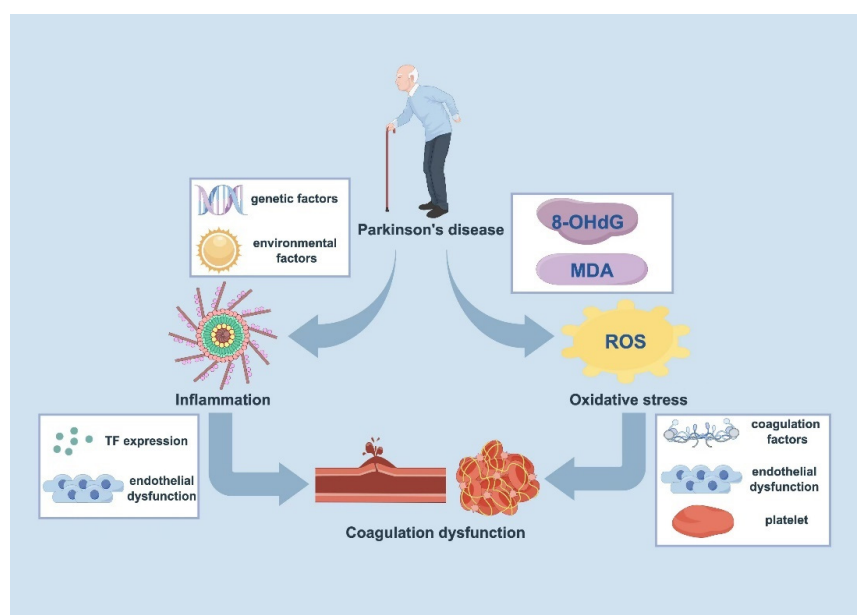 genetic factors
environmental
factors
Parkinson's disease
8-OHdG
MDA
Inflammation
ROS
Oxidative stress
TF expression
endothelial
dysfunction
Coagulation dysfunction
coagulation
factors
endothelial
dysfunction
platelet